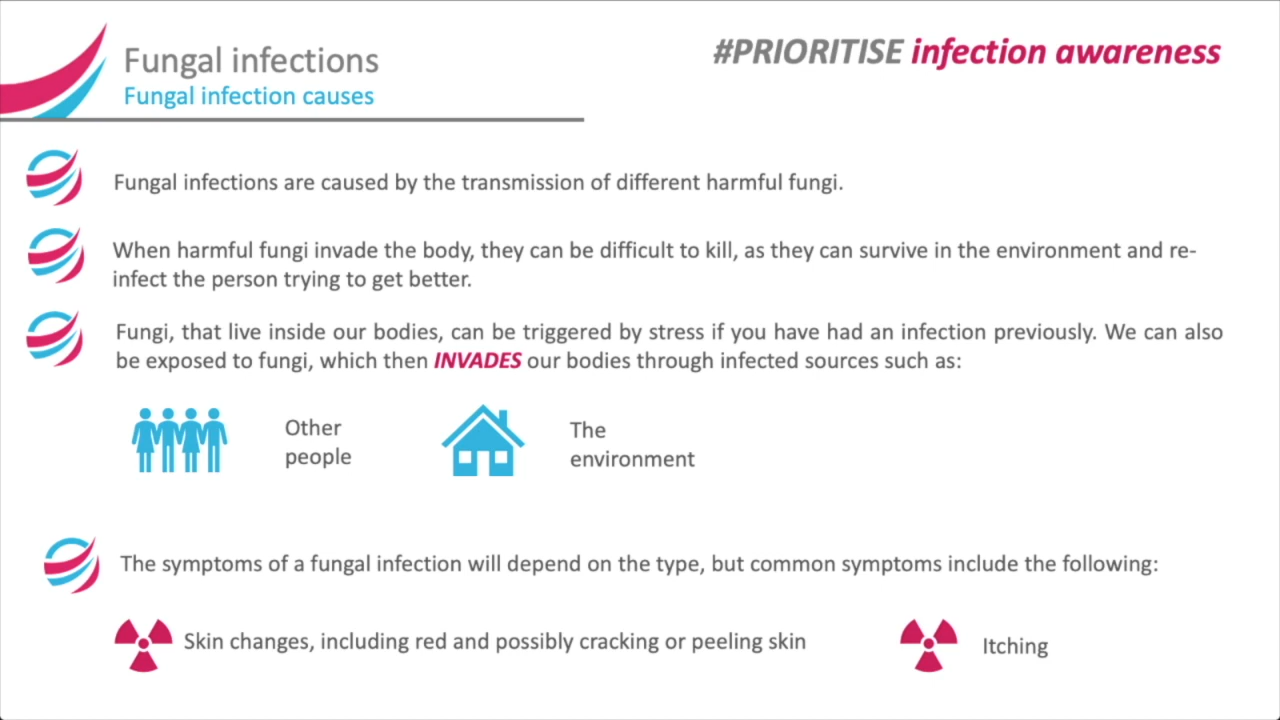 Fungal infections
#PRIORITISE infection awareness
Fungal infection causes
Fungal infections are caused by the transmission of different harmful fungi.
When harmful fungi invade the body, they can be difficult to kill, as they can survive in the environment and re-
infect the person trying to get better.
Fungi, that live inside our bodies, can be triggered by stress if you have had an infection previously. We can also
be exposed to fungi, which then INVADES our bodies through infected sources such as:
Other
people
The
environment
The symptoms of a fungal infection will depend on the type, but common symptoms include the following:
Skin changes, including red and possibly cracking or peeling skin
Itching